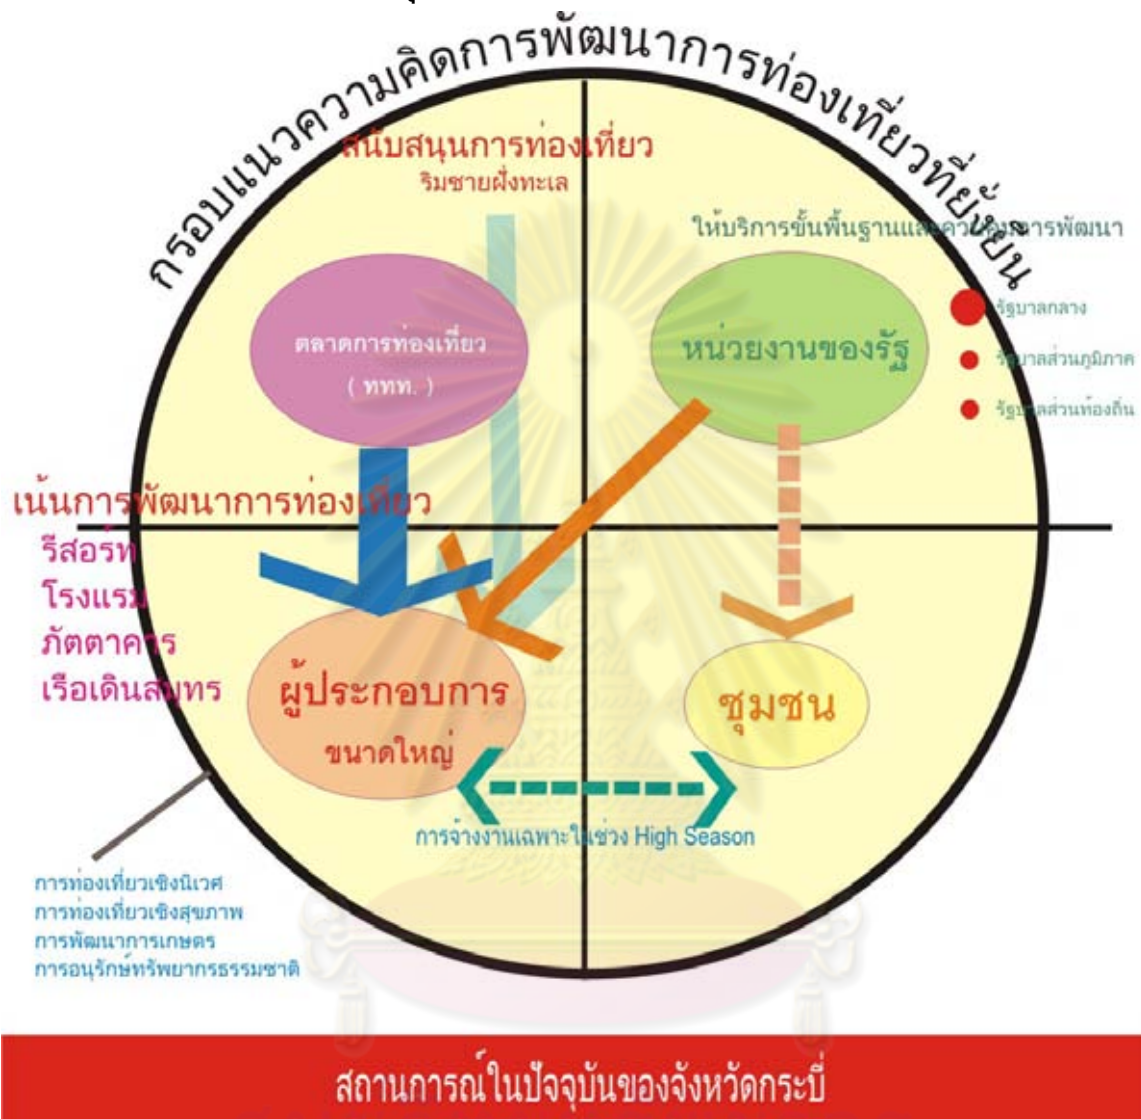 กรอบแนวความคิดการพัฒนาการท่องเที่ยวที่ยั่งยืน
สนับสนุนการท่องเที่ยว
ริมชายฝั่งทะเล
ให้บริการขั้นพื้นฐานและควบคุมการพัฒนา
ตลาดการท่องเที่ยว
( ททท. )
หน่วยงานของรัฐ
รัฐบาลกลาง
รัฐบาลส่วนภูมิภาค
รัฐบาลส่วนท้องถิ่น
เน้นการพัฒนาการท่องเที่ยว
รีสอร์ท
โรงแรม
ภัตตาคาร
เรือเดินสมุทร
ผู้ประกอบการ
ขนาดใหญ่
ชุมชน
การจ้างงานเฉพาะในช่วง High Season
การท่องเที่ยวเชิงนิเวศ
การท่องเที่ยวเชิงสุขภาพ
การพัฒนาการเกษตร
การอนุรักษ์ทรัพยากรธรรมชาติ
สถานการณ์ในปัจจุบันของจังหวัดกระบี่